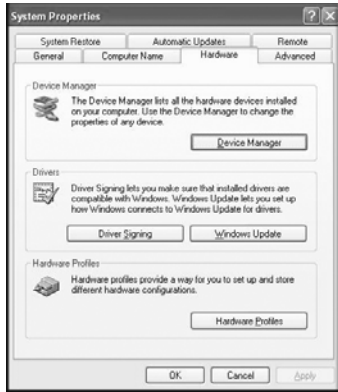 System Properties
System Restore Automatic Updates Remote
General Computer Name Hardware Advanced
Device Manager
The Device Manager lists all the hardware devices installed
on your computer. Use the Device Manager to change the
properties of any device.
Device Manager
Drivers
Driver Signing lets you make sure that installed drivers are
compatible with Windows. Windows Update lets you set up
how Windows connects to Windows Update for drivers.
Driver Signing Windows Update
Hardware Profiles
Hardware profiles provide a way for you to set up and store
different hardware configurations.
Hardware Profiles
OK Cancel Apply